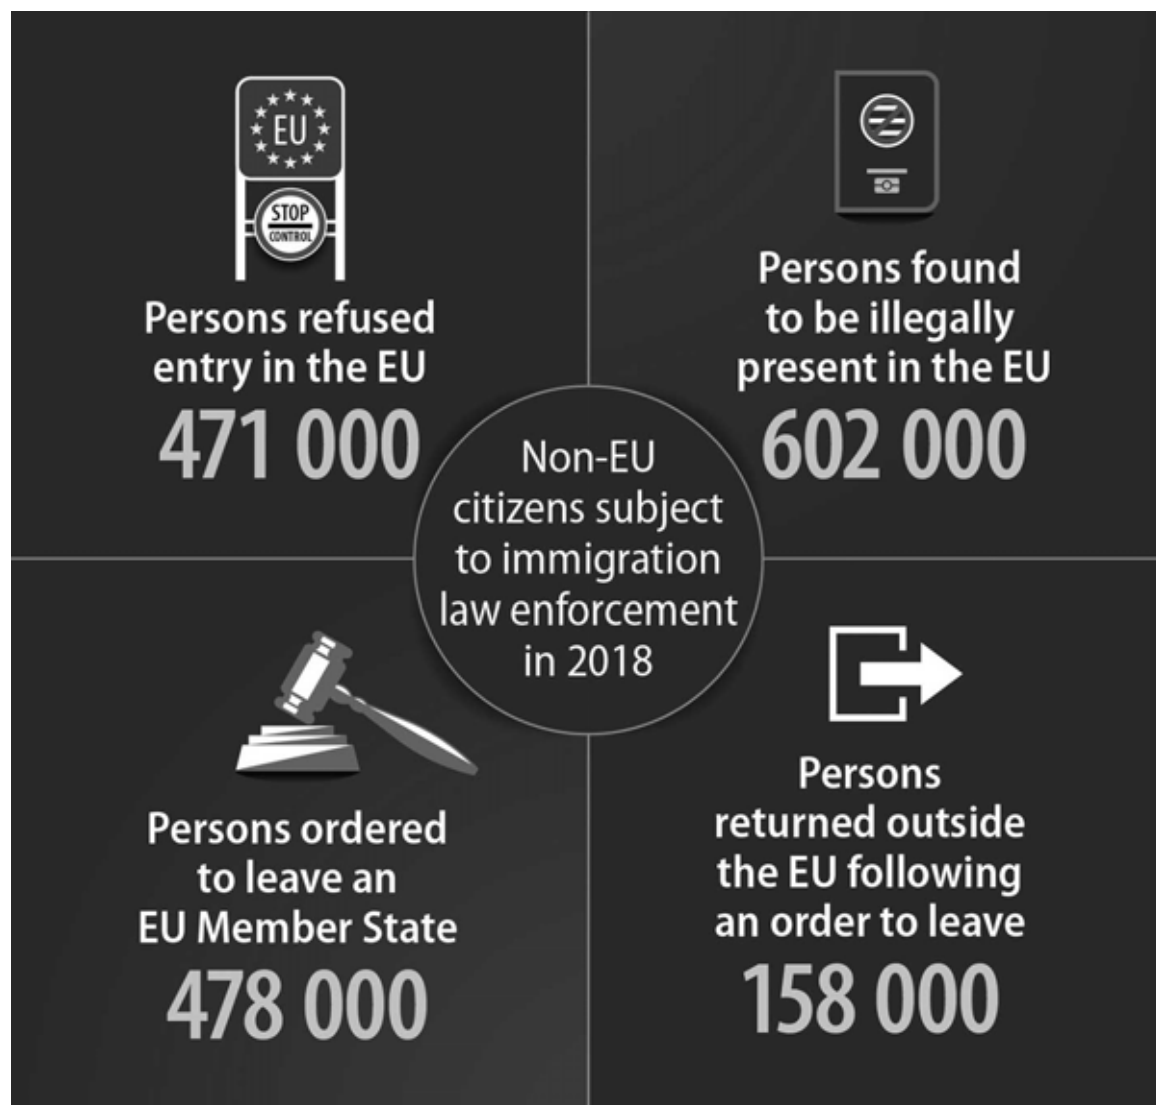 EU
STOP
CONTROL
Persons refused
entry in the EU
471 000
Persons found
to be illegally
present in the EU
602 000
Non-EU
citizens subject
to immigration
law enforcement
in 2018
Persons ordered
to leave an
EU Member State
478 000
Persons
returned outside
the EU following
an order to leave
158 000